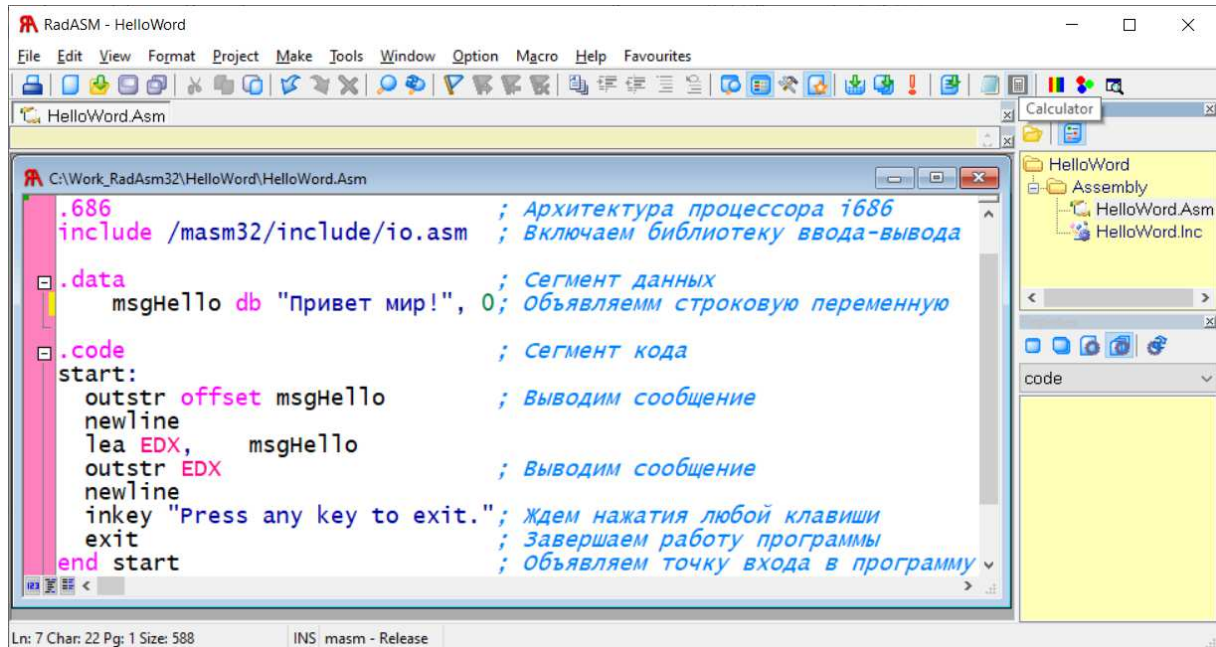 RadASM - HelloWord
File Edit View Format Project Make Tools Window Option Macro Help Favourites
Calculator
HelloWord.Asm
C:\Work_RadAsm32\HelloWord\HelloWord.Asm
.686 ; Архитектура процессора i686
include /masm32/include/io.asm ; Включаем библиотеку ввода-вывода
.data ; Сегмент данных
msgHello db "Привет мир!", 0; Объявляемм строковую переменную
.code ; Сегмент кода
start:
outstr offset msgHello ; Выводим сообщение
newline
lea EDX, msgHello
outstr EDX ; Выводим сообщение
newline
inkey "Press any key to exit."; Ждем нажатия любой клавиши
exit ; Завершаем работу программы
end start ; Объявляем точку входа в программу
HelloWord
Assembly
HelloWord.Asm
HelloWord.Inc
code
Ln: 7 Char: 22 Pg: 1 Size: 588 INS masm - Release